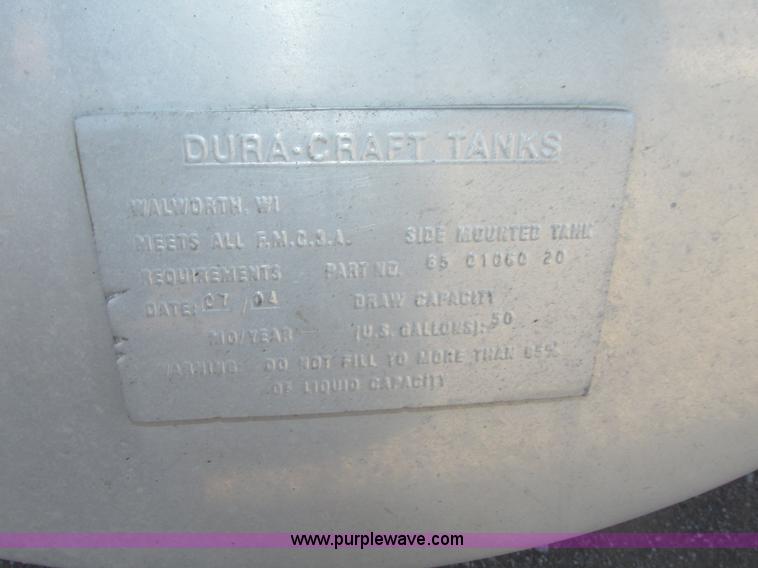 DURA-CRAFT TANKS
WALWORTH, WI
MEETS ALL F.M.C.S.A. SIDE MOUNTED TANK
REQUIREMENTS PART NO. 65 01060 20
DATE: 07/04 DRAW CAPACITY
MO/YEAR (U.S. GALLONS): 50
WARNING: DO NOT FILL TO MORE THAN 95%
OF LIQUID CAPACITY
www.purplewave.com